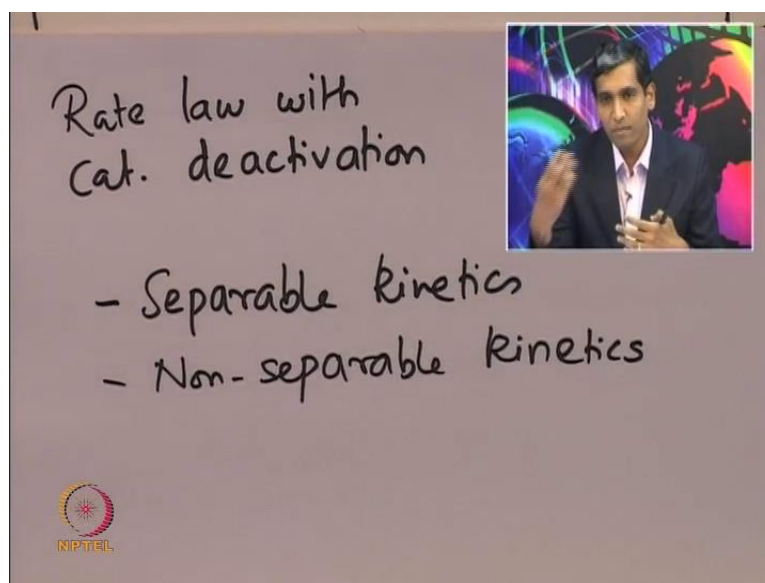 Rate law with
Cat. deactivation
- Separable kinetics
- Non-separable kinetics
NPTEL